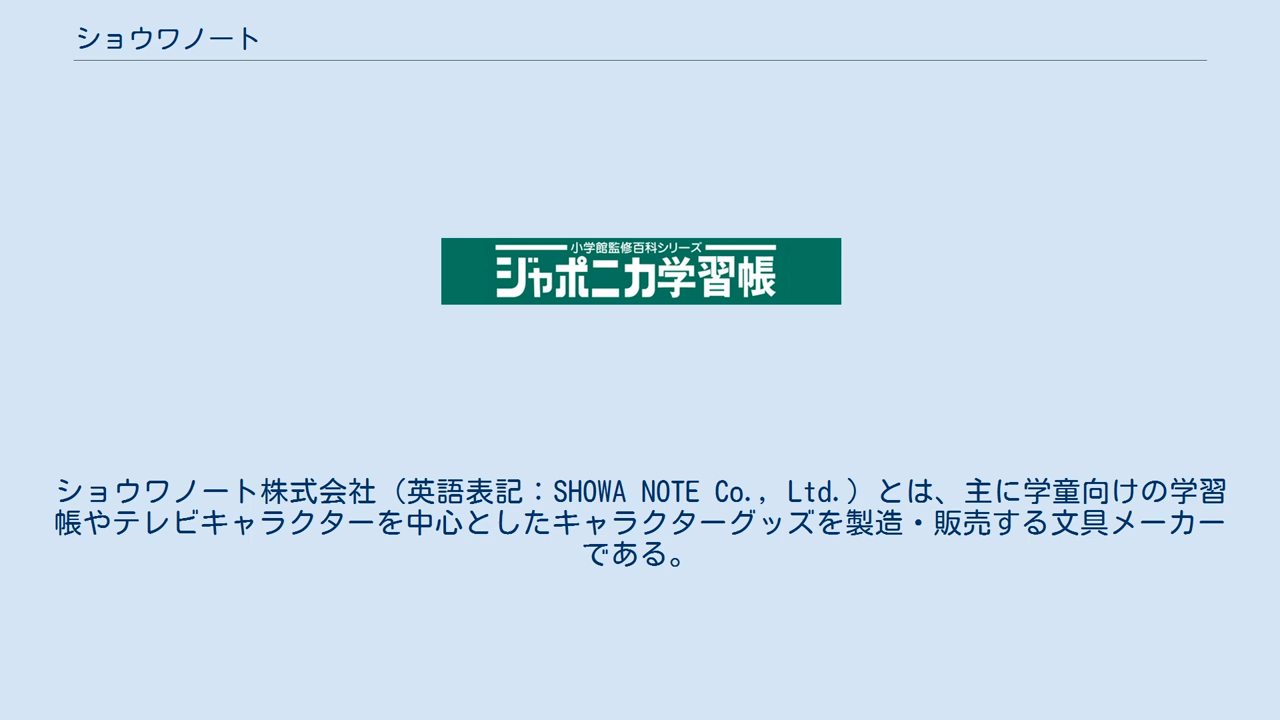 ショウワノート
小学館監修百科シリーズ
ジャポニカ学習帳
ショウワノート株式会社（英語表記：SHOWA NOTE Co., Ltd.）とは、主に学童向けの学習
帳やテレビキャラクターを中心としたキャラクターグッズを製造・販売する文具メーカー
である。